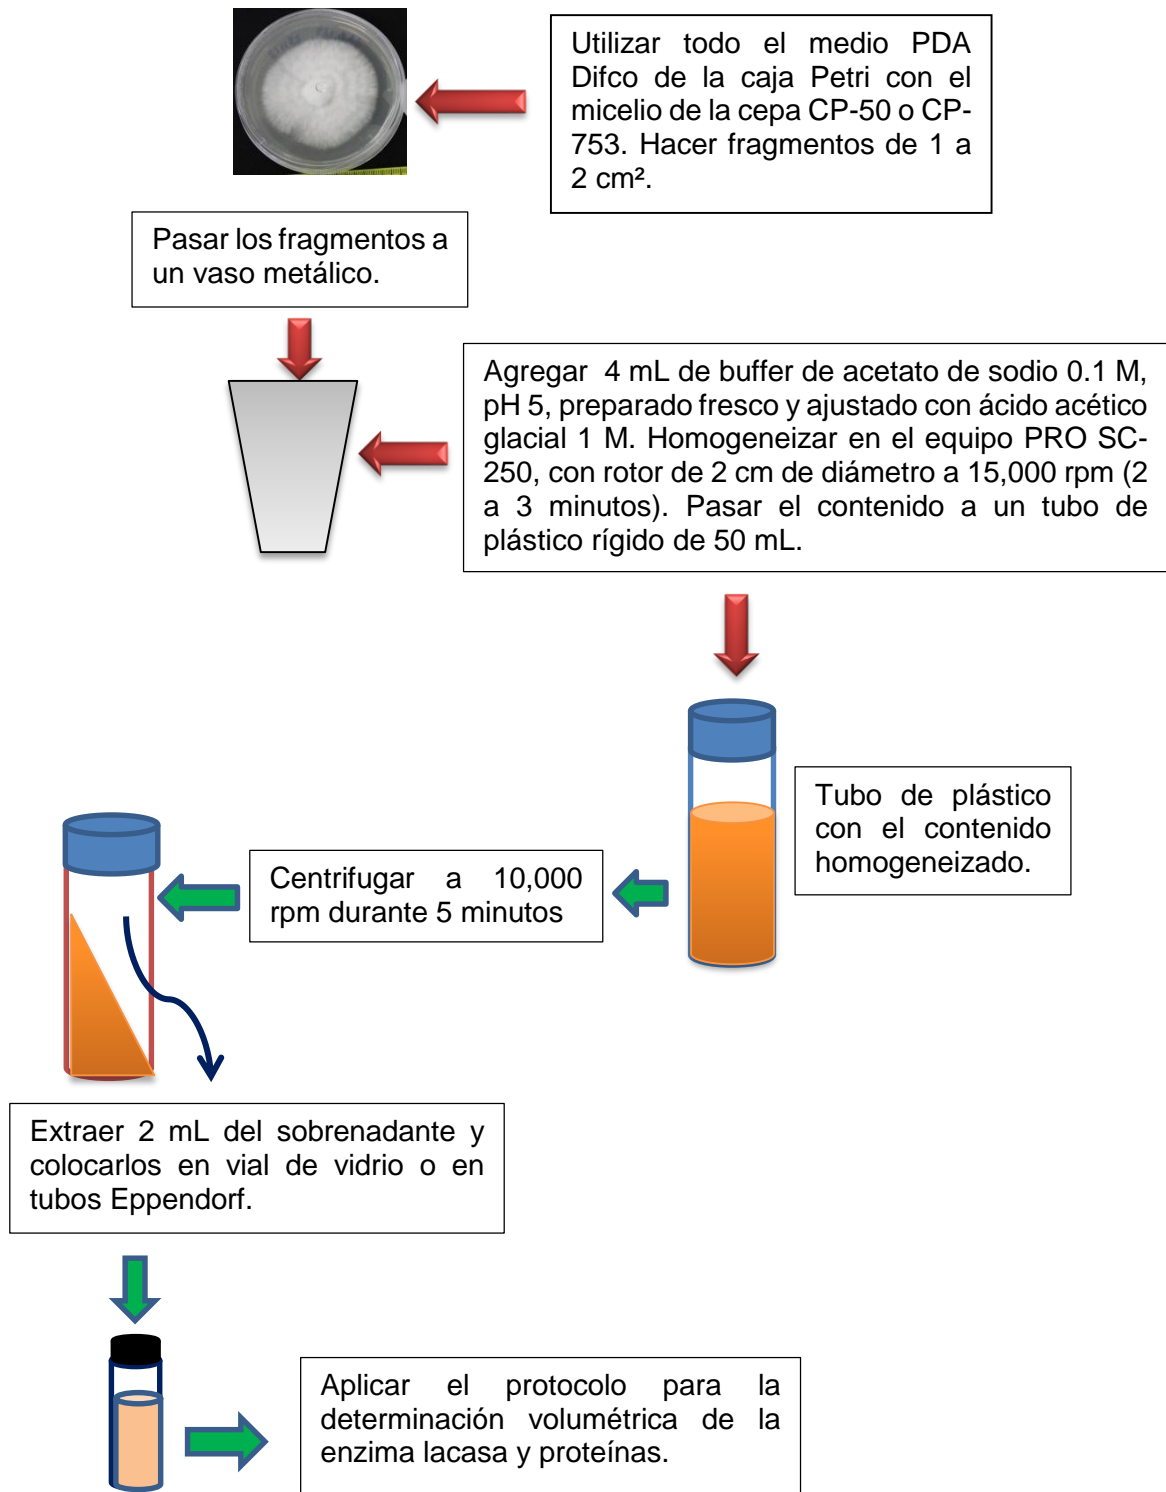 Utilizar todo el medio PDA
Difco de la caja Petri con el
micelio de la cepa CP-50 o CP-
753. Hacer fragmentos de 1 a
2 cm².
Pasar los fragmentos a
un vaso metálico.
Agregar 4 mL de buffer de acetato de sodio 0.1 M,
pH 5, preparado fresco y ajustado con ácido acético
glacial 1 M. Homogeneizar en el equipo PRO SC-
250, con rotor de 2 cm de diámetro a 15,000 rpm (2
a 3 minutos). Pasar el contenido a un tubo de
plástico rígido de 50 mL.
Tubo de plástico
con el contenido
homogeneizado.
Centrifugar a 10,000
rpm durante 5 minutos
Extraer 2 mL del sobrenadante y
colocarlos en vial de vidrio o en
tubos Eppendorf.
Aplicar el protocolo para la
determinación volumétrica de la
enzima lacasa y proteínas.